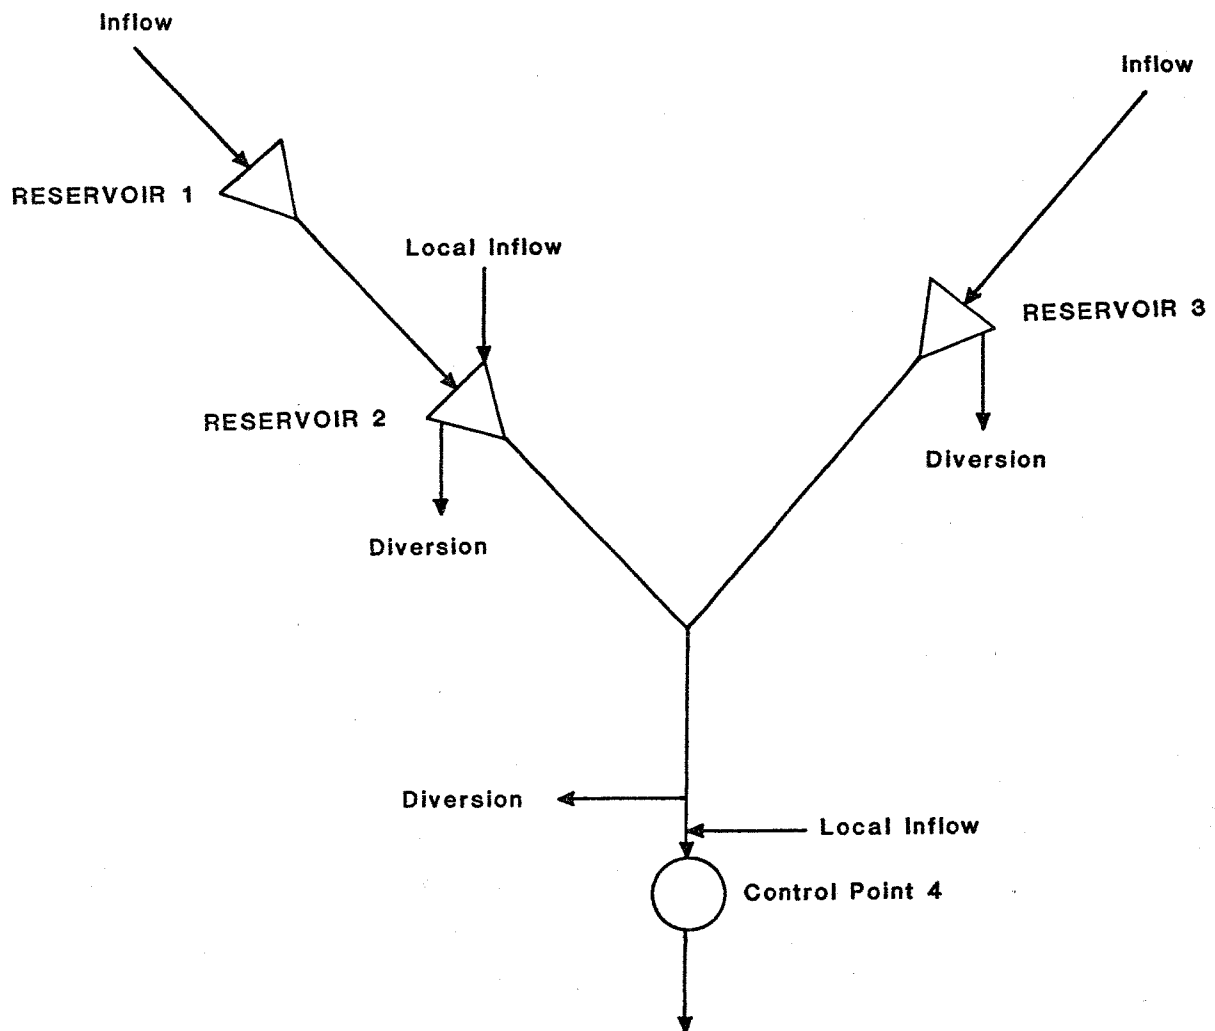 Inflow
Inflow
RESERVOIR 1
Local Inflow
RESERVOIR 3
RESERVOIR 2
Diversion
Diversion
Diversion
Local Inflow
Control Point 4